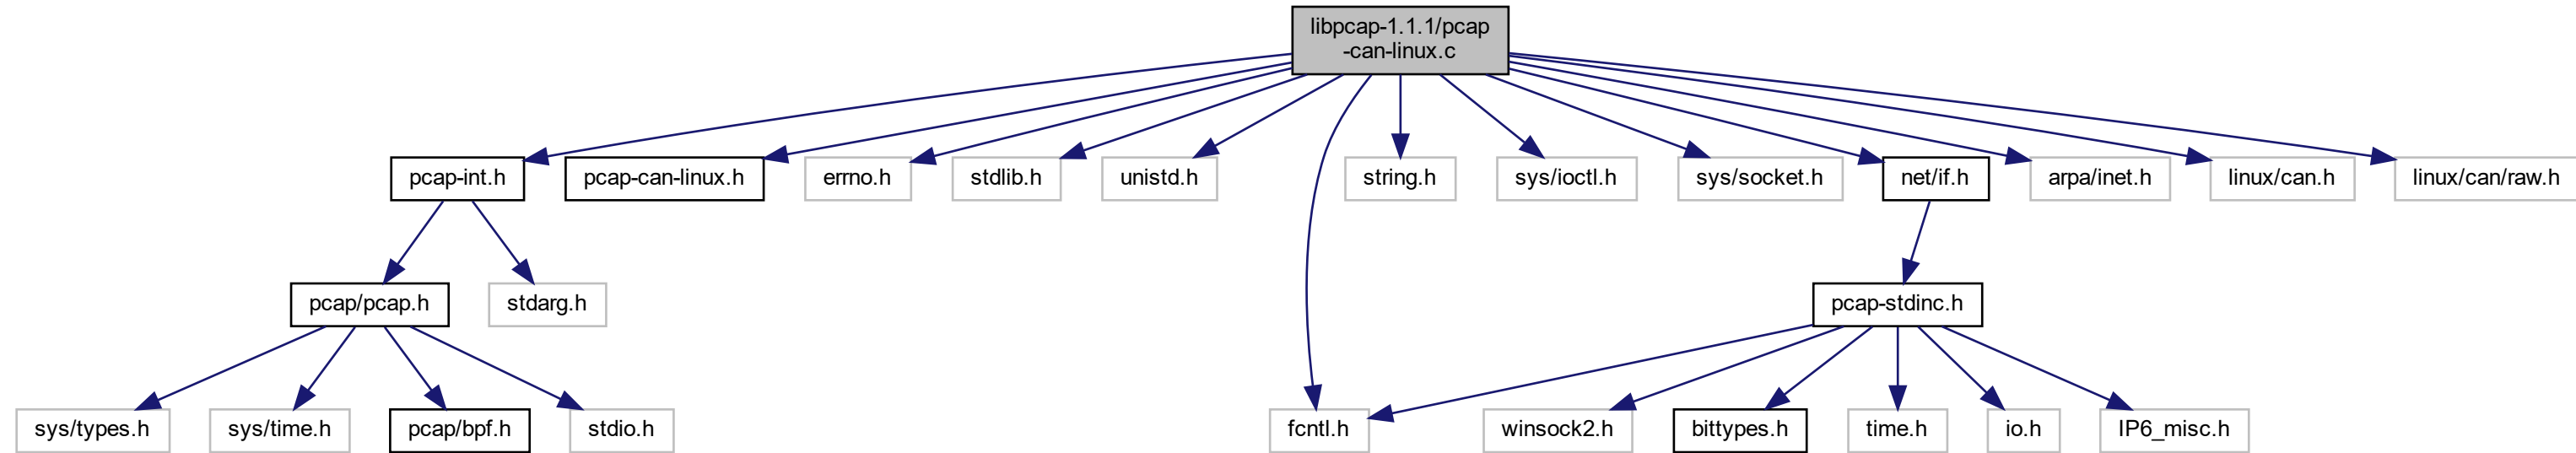 libpcap-1.1.1/pcap
-can-linux.c
pcap-int.h
pcap-can-linux.h
errno.h
stdlib.h
unistd.h
string.h
sys/ioctl.h
sys/socket.h
net/if.h
arpa/inet.h
linux/can.h
linux/can/raw.h
pcap/pcap.h
stdarg.h
pcap-stdinc.h
sys/types.h
sys/time.h
pcap/bpf.h
stdio.h
fcntl.h
winsock2.h
bittypes.h
time.h
io.h
IP6_misc.h